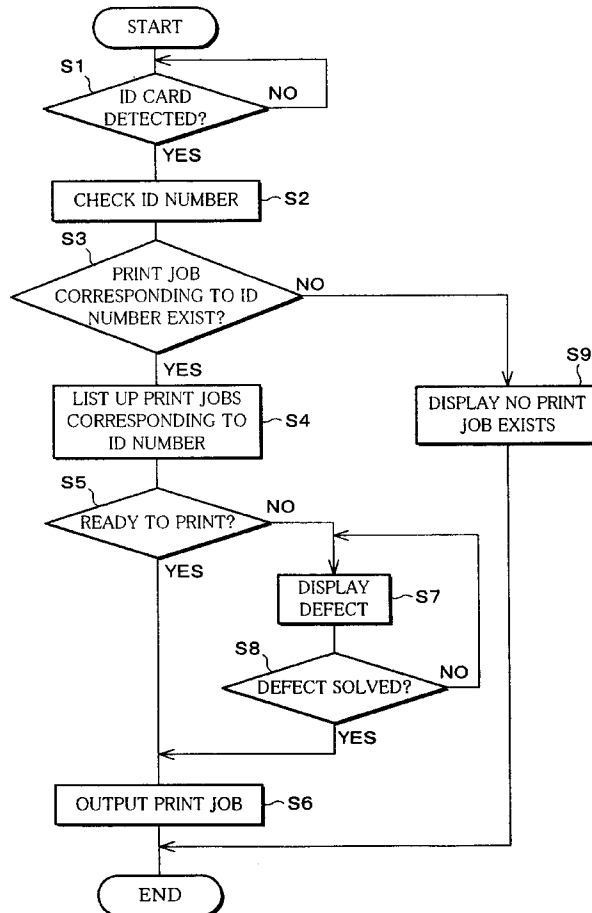 START
S1
ID CARD
DETECTED?
NO
YES
CHECK ID NUMBER
S2
S3
PRINT JOB
CORRESPONDING TO ID
NUMBER EXIST?
NO
YES
S9
LIST UP PRINT JOBS
CORRESPONDING TO
ID NUMBER
S4
DISPLAY NO PRINT
JOB EXISTS
S5
READY TO PRINT?
NO
YES
DISPLAY
DEFECT
S7
S8
DEFECT SOLVED?
NO
YES
OUTPUT PRINT JOB
S6
END